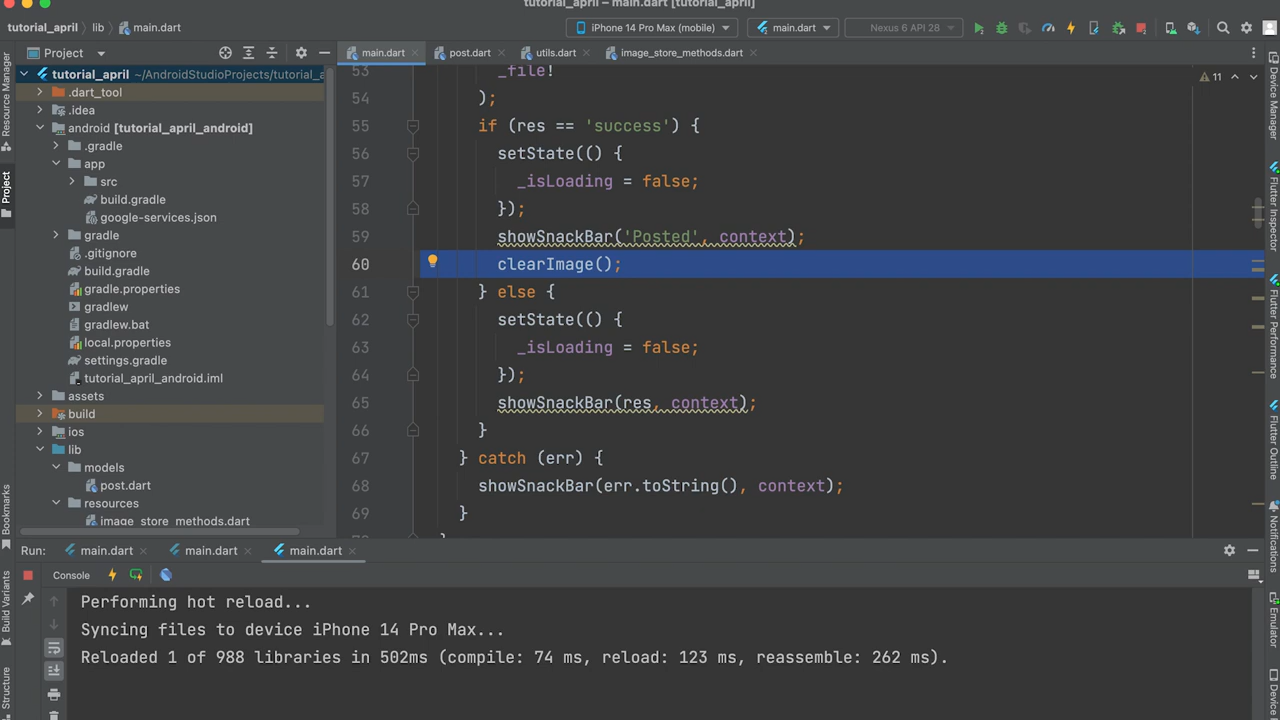 tutorial_april – main.dart [tutorial_april]
tutorial_april
lib
main.dart
iPhone 14 Pro Max (mobile)
main.dart
Nexus 6 API 28
Project
main.dart
post.dart
utils.dart
image_store_methods.dart
tutorial_april ~/AndroidStudioProjects/tutorial_a
.dart_tool
.idea
android [tutorial_april_android]
.gradle
app
src
build.gradle
google-services.json
gradle
.gitignore
build.gradle
gradle.properties
gradlew
gradlew.bat
local.properties
settings.gradle
tutorial_april_android.iml
assets
build
ios
lib
models
post.dart
resources
image_store_methods.dart
11
53 _file!
54 );
55 if (res == 'success') {
56 setState(() {
57 _isLoading = false;
58 });
59 showSnackBar('Posted', context);
60 clearImage();
61 } else {
62 setState(() {
63 _isLoading = false;
64 });
65 showSnackBar(res, context);
66 }
67 } catch (err) {
68 showSnackBar(err.toString(), context);
69 }
70 }
Resource Manager
Project
Bookmarks
Build Variants
Structure
Device Manager
Flutter Inspector
Flutter Performance
Flutter Outline
Notifications
Emulator
Device
Run:
main.dart
main.dart
main.dart
Console
Performing hot reload...
Syncing files to device iPhone 14 Pro Max...
Reloaded 1 of 988 libraries in 502ms (compile: 74 ms, reload: 123 ms, reassemble: 262 ms).